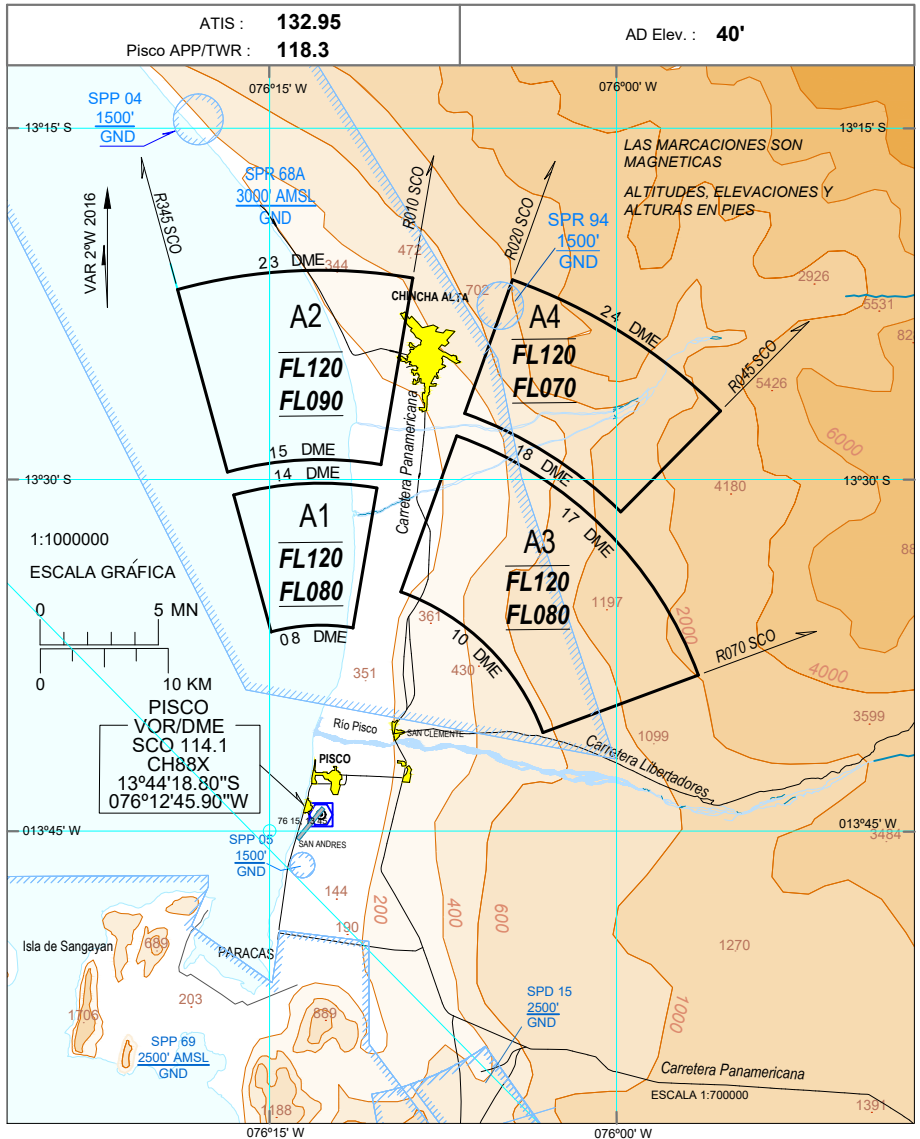 ATIS : 132.95
Pisco APP/TWR : 118.3
AD Elev. : 40'
076°15' W
076°00' W
SPP 04
1500'
GND
13°15' S
13°15' S
LAS MARCACIONES SON
MAGNETICAS
ALTITUDES, ELEVACIONES Y
ALTURAS EN PIES
SPR 68A
3000' AMSL
GND
R345 SCO
R010 SCO
R020 SCO
VAR 2°W 2016
SPR 94
1500'
GND
472
344
23 DME
2926
5531
702
CHINCHA ALTA
A2
FL120
FL090
A4
FL120
FL070
24 DME
R045 SCO
5426
6000
Carretera Panamericana
15 DME
14 DME
18 DME
13°30' S
13°30' S
4180
17 DME
A1
FL120
FL080
A3
FL120
FL080
1:1000000
ESCALA GRÁFICA
0 5 MN
0 10 KM
08 DME
361
1197
2000
10 DME
430
R070 SCO
351
4000
PISCO
VOR/DME
SCO 114.1
CH88X
13°44'18.80"S
076°12'45.90"W
Río Pisco
SAN CLEMENTE
3599
1099
Carretera Libertadores
PISCO
013°45' W
013°45' W
3484
SPP 05
1500'
GND
SAN ANDRES
144
200
400
600
190
Isla de Sangayan
689
PARACAS
1270
203
1706
889
SPD 15
2500'
GND
1000
SPP 69
2500' AMSL
GND
Carretera Panamericana
ESCALA 1:700000
1188
1391
076°15' W
076°00' W